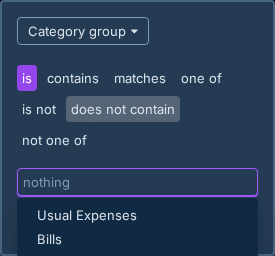 Category group
is contains matches one of
is not does not contain
not one of
nothing
Usual Expenses
Bills